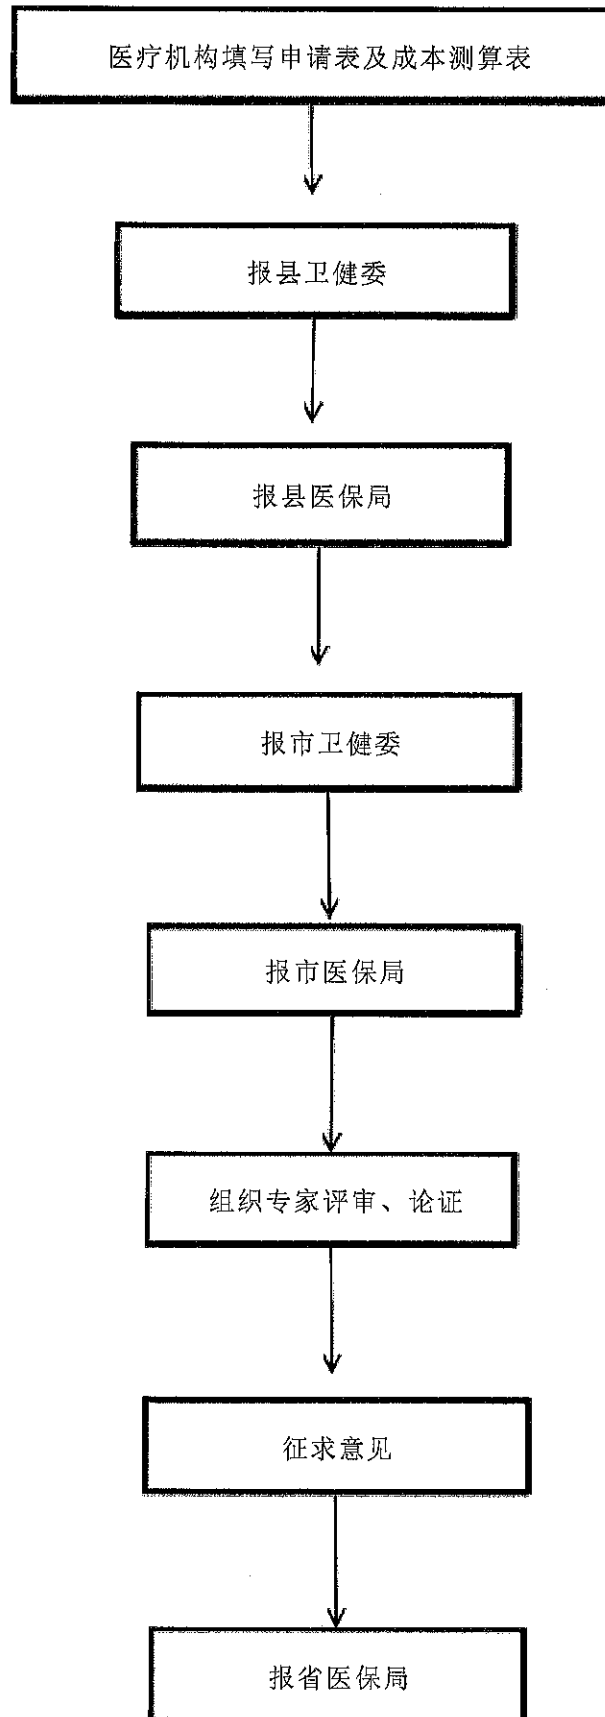 医疗机构填写申请表及成本测算表
报县卫健委
报县医保局
报市卫健委
报市医保局
组织专家评审、论证
征求意见
报省医保局